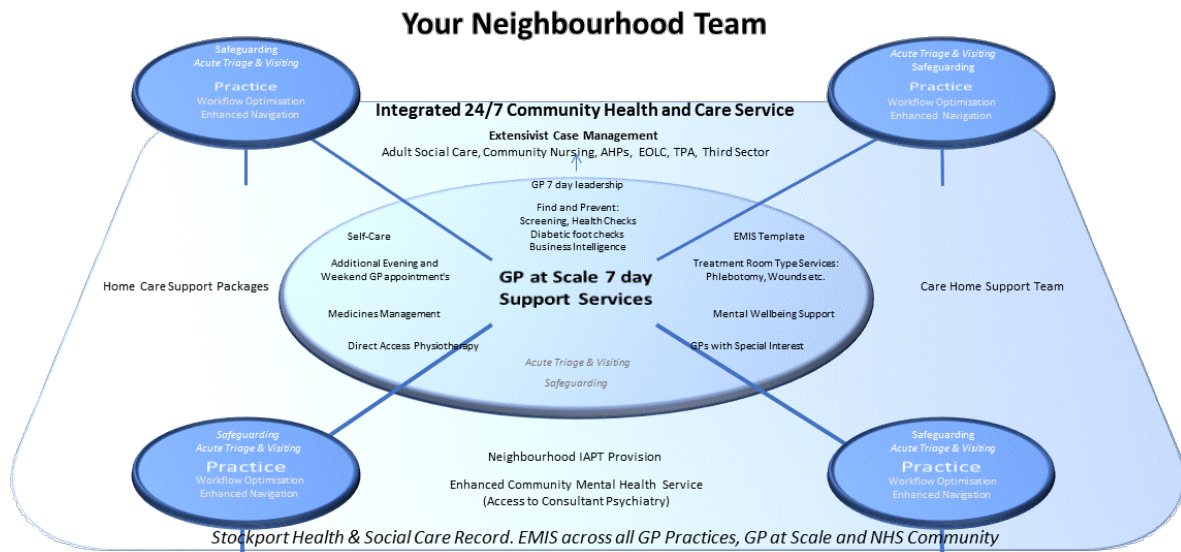 Your Neighbourhood Team
Safeguarding
Acute Triage & Visiting
Practice
Workflow Optimisation
Enhanced Navigation
Acute Triage & Visiting
Safeguarding
Practice
Workflow Optimisation
Enhanced Navigation
Integrated 24/7 Community Health and Care Service
Extensivist Case Management
Adult Social Care, Community Nursing, AHPs, EOLC, TPA, Third Sector
GP 7 day leadership
Find and Prevent:
Screening, Health Checks
Diabetic foot checks
Business Intelligence
Self-Care
Additional Evening and
Weekend GP appointment's
Medicines Management
Direct Access Physiotherapy
GP at Scale 7 day
Support Services
EMIS Template
Treatment Room Type Services:
Phlebotomy, Wounds etc.
Mental Wellbeing Support
GPs with Special Interest
Acute Triage & Visiting
Safeguarding
Home Care Support Packages
Care Home Support Team
Safeguarding
Acute Triage & Visiting
Practice
Workflow Optimisation
Enhanced Navigation
Safeguarding
Acute Triage & Visiting
Practice
Workflow Optimisation
Enhanced Navigation
Neighbourhood IAPT Provision
Enhanced Community Mental Health Service
(Access to Consultant Psychiatry)
Stockport Health & Social Care Record. EMIS across all GP Practices, GP at Scale and NHS Community